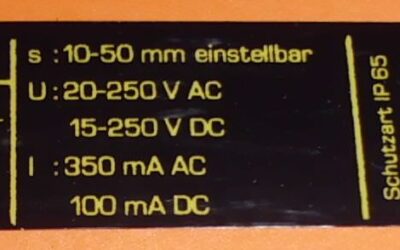 s : 10-50 mm einstellbar
U : 20-250 V AC
15-250 V DC
I : 350 mA AC
100 mA DC
Schutzart IP 65